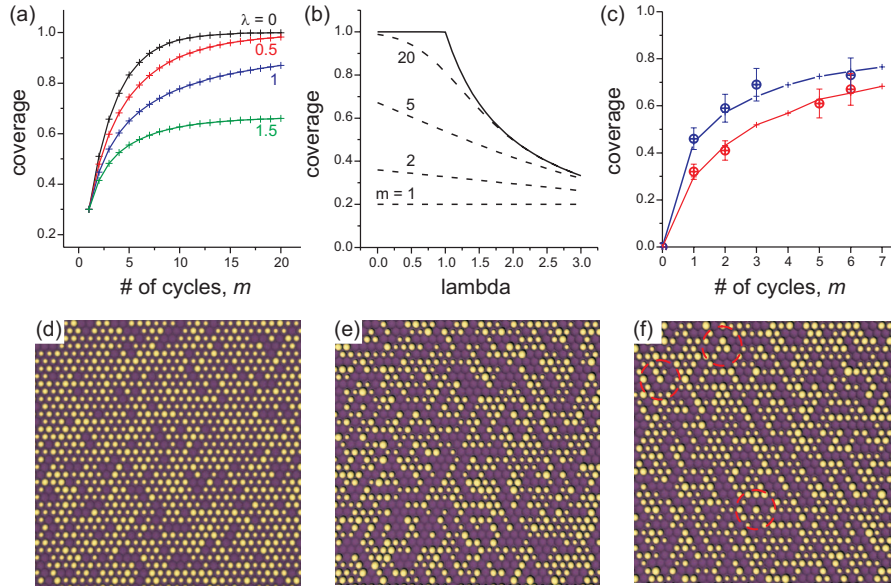 (a)
λ = 0
0.5
1
1.5
1.0
0.8
0.6
0.4
0.2
coverage
0 5 10 15 20
# of cycles, m
(b)
20
5
2
m = 1
1.0
0.8
0.6
0.4
0.2
0.0
coverage
0.0 0.5 1.0 1.5 2.0 2.5 3.0
lambda
(c)
1.0
0.8
0.6
0.4
0.2
0.0
coverage
0 1 2 3 4 5 6 7
# of cycles, m
(d)
(e)
(f)